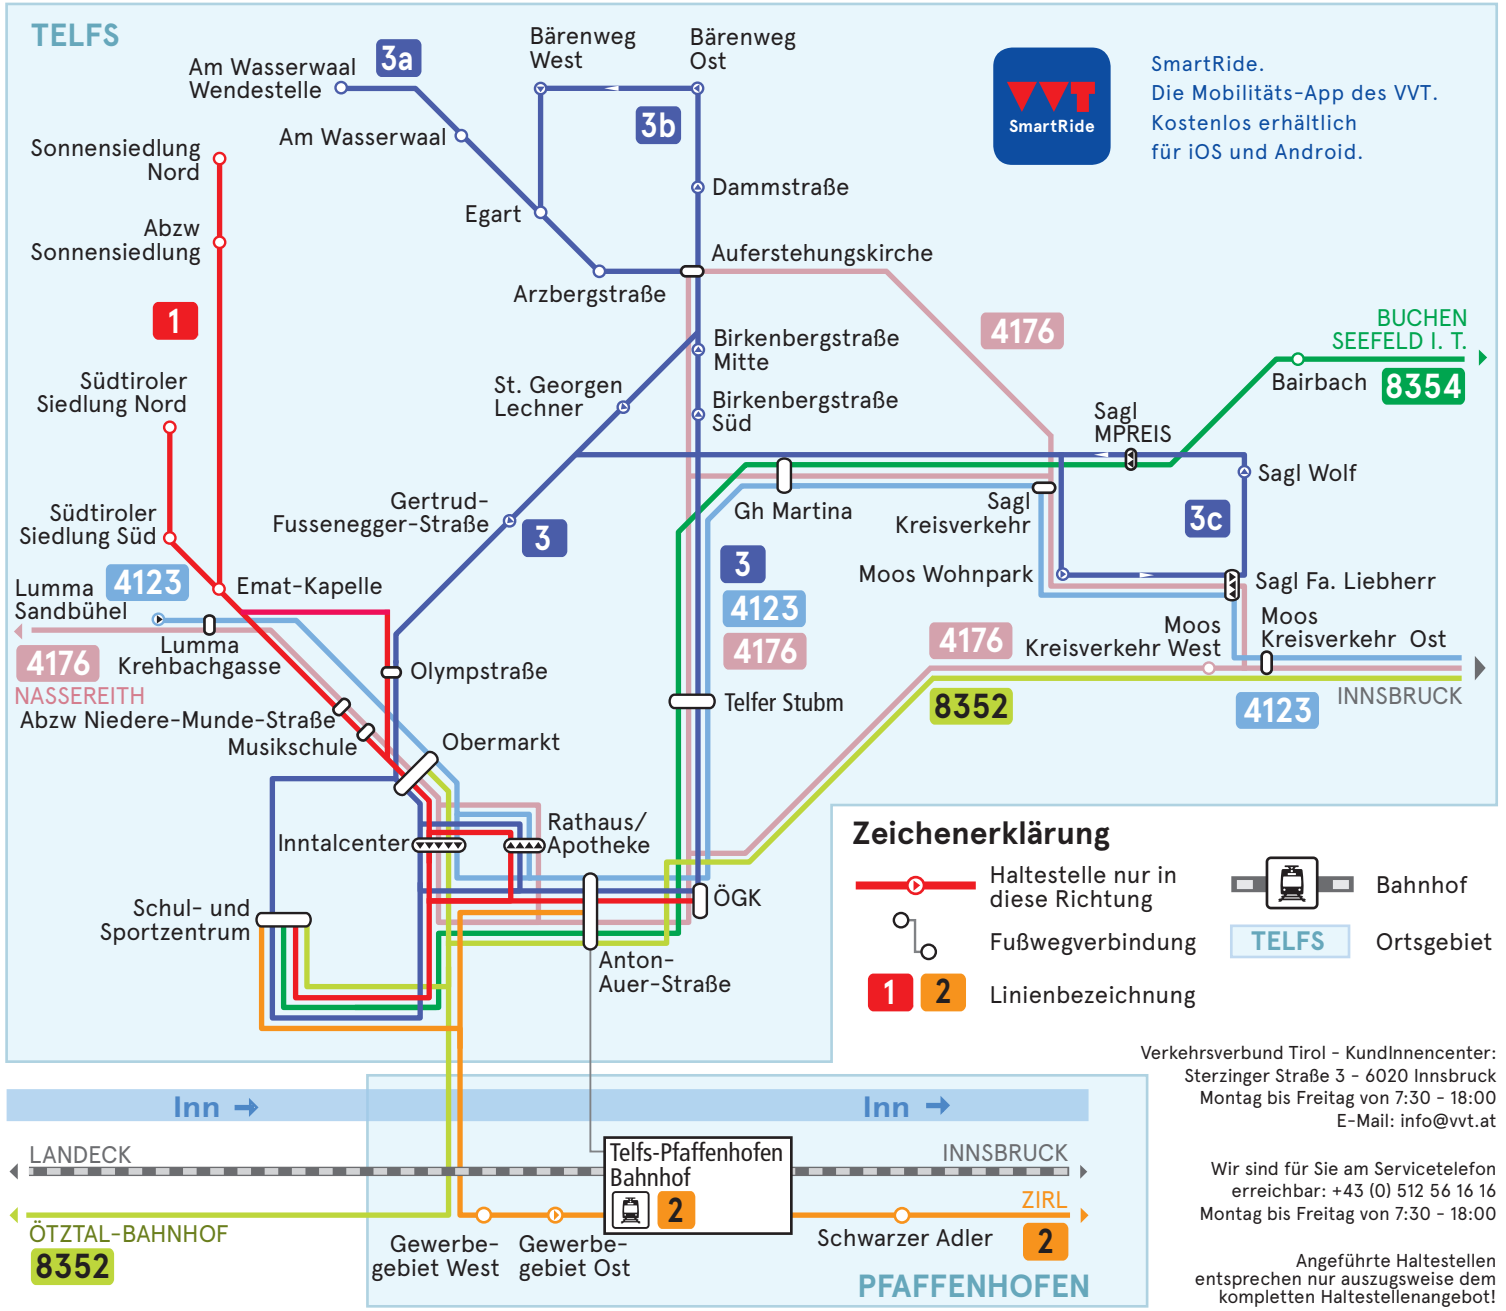 TELFS
Am Wasserwaal
Wendestelle
3a
Bärenweg
West
Bärenweg
Ost
VVT
SmartRide
SmartRide.
Die Mobilitäts-App des VVT.
Kostenlos erhältlich
für iOS und Android.
3b
Am Wasserwaal
Sonnensiedlung
Nord
Dammstraße
Egart
Abzw
Sonnensiedlung
Auferstehungskirche
Arzbergstraße
1
4176
BUCHEN
SEEFELD I. T.
Birkenbergstraße
Mitte
Bairbach
8354
Südtiroler
Siedlung Nord
St. Georgen
Lechner
Birkenbergstraße
Süd
Sagl
MPREIS
Sagl Wolf
Gertrud-
Fussenegger-Straße
3
Gh Martina
Sagl
Kreisverkehr
3c
Südtiroler
Siedlung Süd
Lumma
Sandbühel
4123
Emat-Kapelle
3
4123
4176
Moos Wohnpark
Sagl Fa. Liebherr
Lumma
Krehbachgasse
4176
NASSEREITH
4176
Moos
Kreisverkehr West
Moos
Kreisverkehr Ost
Olympstraße
Telfer Stubm
8352
4123
INNSBRUCK
Abzw Niedere-Munde-Straße
Musikschule
Obermarkt
Inntalcenter
Rathaus/
Apotheke
ÖGK
Schul- und
Sportzentrum
Anton-
Auer-Straße
Zeichenerklärung
Haltestelle nur in
diese Richtung
Bahnhof
Fußwegverbindung
TELFS
Ortsgebiet
1
2
Linienbezeichnung
Verkehrsverbund Tirol - KundInnencenter:
Sterzinger Straße 3 - 6020 Innsbruck
Montag bis Freitag von 7:30 - 18:00
E-Mail: info@vvt.at
Wir sind für Sie am Servicetelefon
erreichbar: +43 (0) 512 56 16 16
Montag bis Freitag von 7:30 - 18:00
Angeführte Haltestellen
entsprechen nur auszugsweise dem
kompletten Haltestellenangebot!
Inn
Inn
LANDECK
Telfs-Pfaffenhofen
Bahnhof
2
INNSBRUCK
ZIRL
2
ÖTZTAL-BAHNHOF
8352
Gewerbe-
gebiet West
Gewerbe-
gebiet Ost
Schwarzer Adler
PFAFFENHOFEN